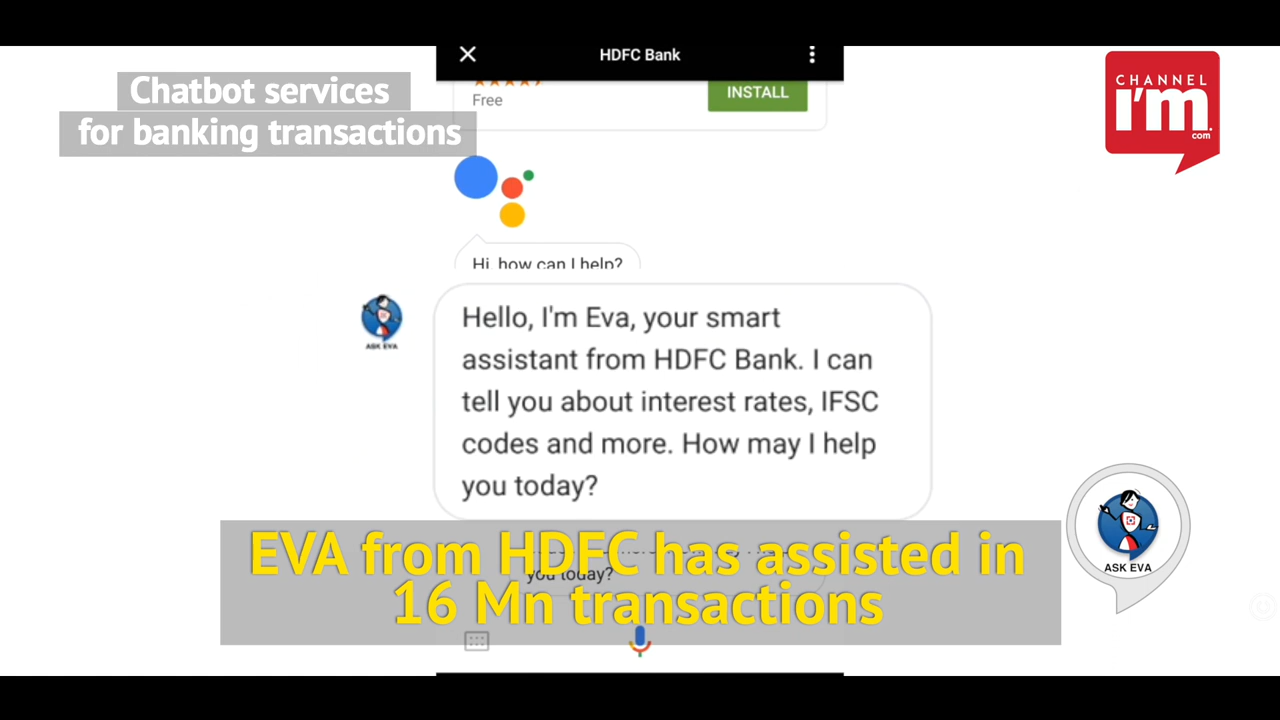 HDFC Bank
Chatbot services
for banking transactions
Free
INSTALL
CHANNEL
I'm.
com
Hi, how can I help?
ASK EVA
Hello, I'm Eva, your smart
assistant from HDFC Bank. I can
tell you about interest rates, IFSC
codes and more. How may I help
you today?
EVA from HDFC has assisted in
you today?
16 Mn transactions
ASK EVA